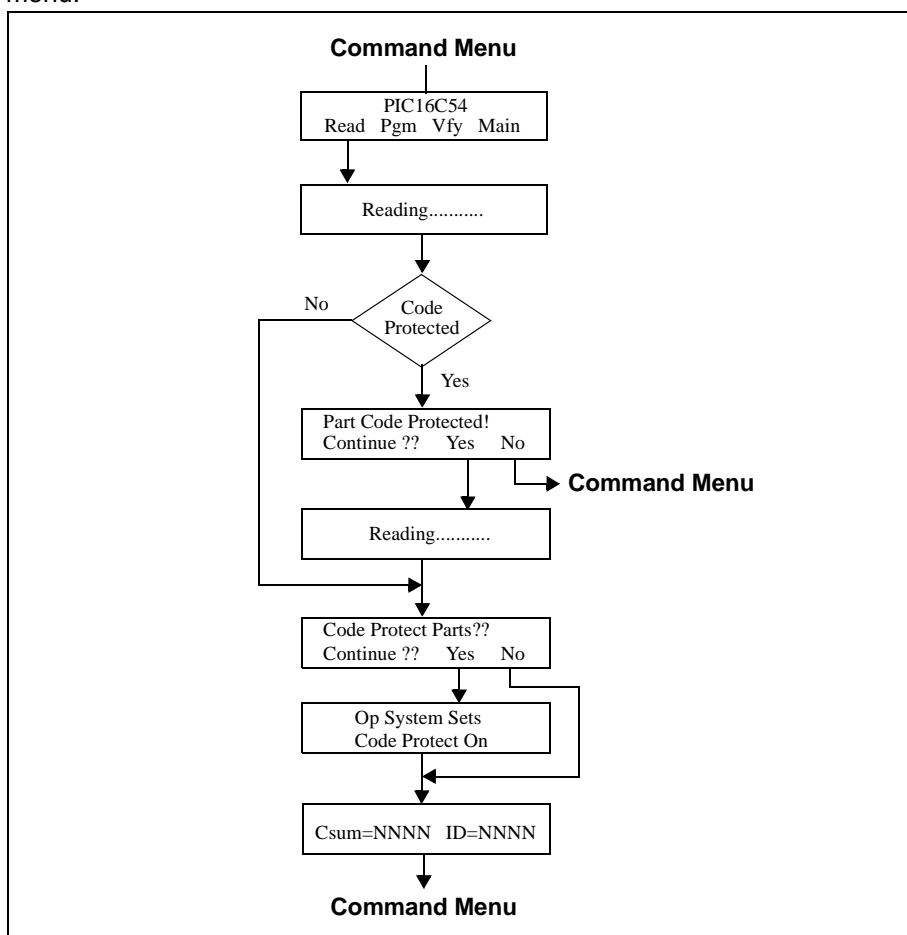 menu.
Command Menu
PIC16C54
Read Pgm Vfy Main
Reading...........
No
Code
Protected
Yes
Part Code Protected!
Continue ?? Yes No
Command Menu
Reading...........
Code Protect Parts??
Continue ?? Yes No
Op System Sets
Code Protect On
Csum=NNNN ID=NNNN
Command Menu